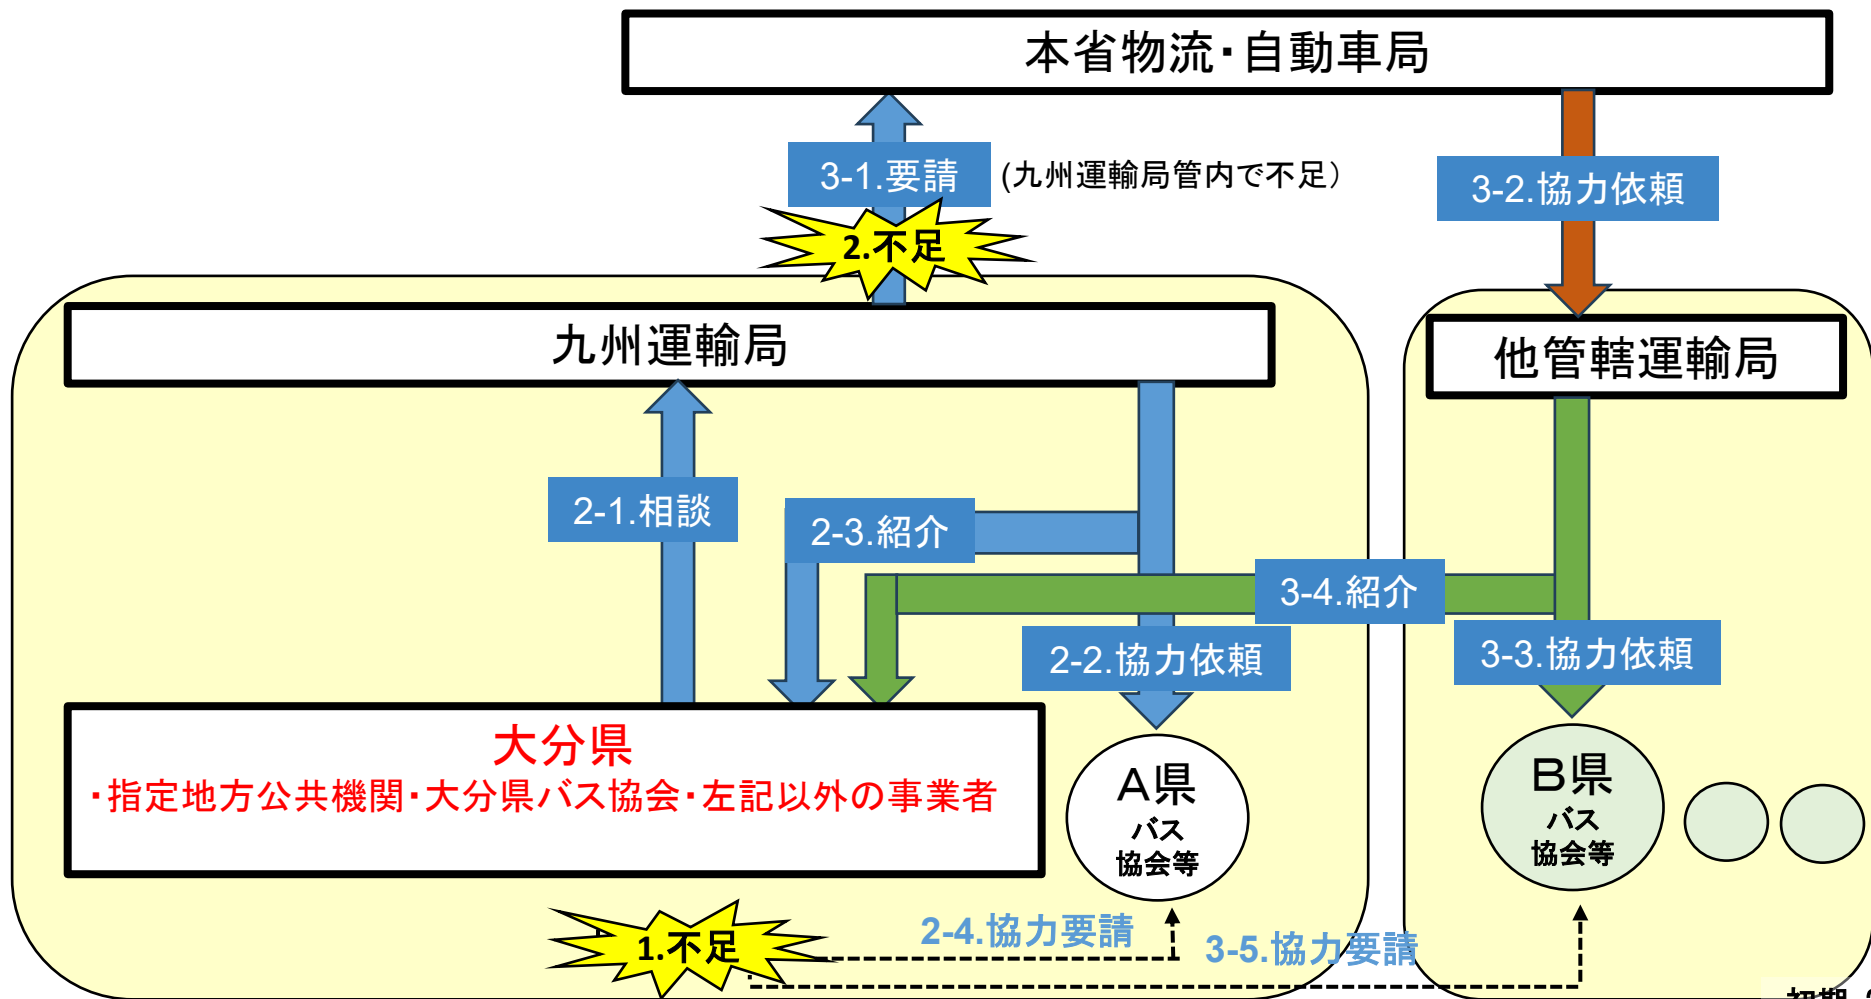 本省物流・自動車局
3-1.要請
(九州運輸局管内で不足）
3-2.協力依頼
2.不足
九州運輸局
他管轄運輸局
2-1.相談
2-3.紹介
3-4.紹介
2-2.協力依頼
3-3.協力依頼
大分県
・指定地方公共機関・大分県バス協会・左記以外の事業者
A県
バス
協会等
B県
バス
協会等
1.不足
2-4.協力要請
3-5.協力要請